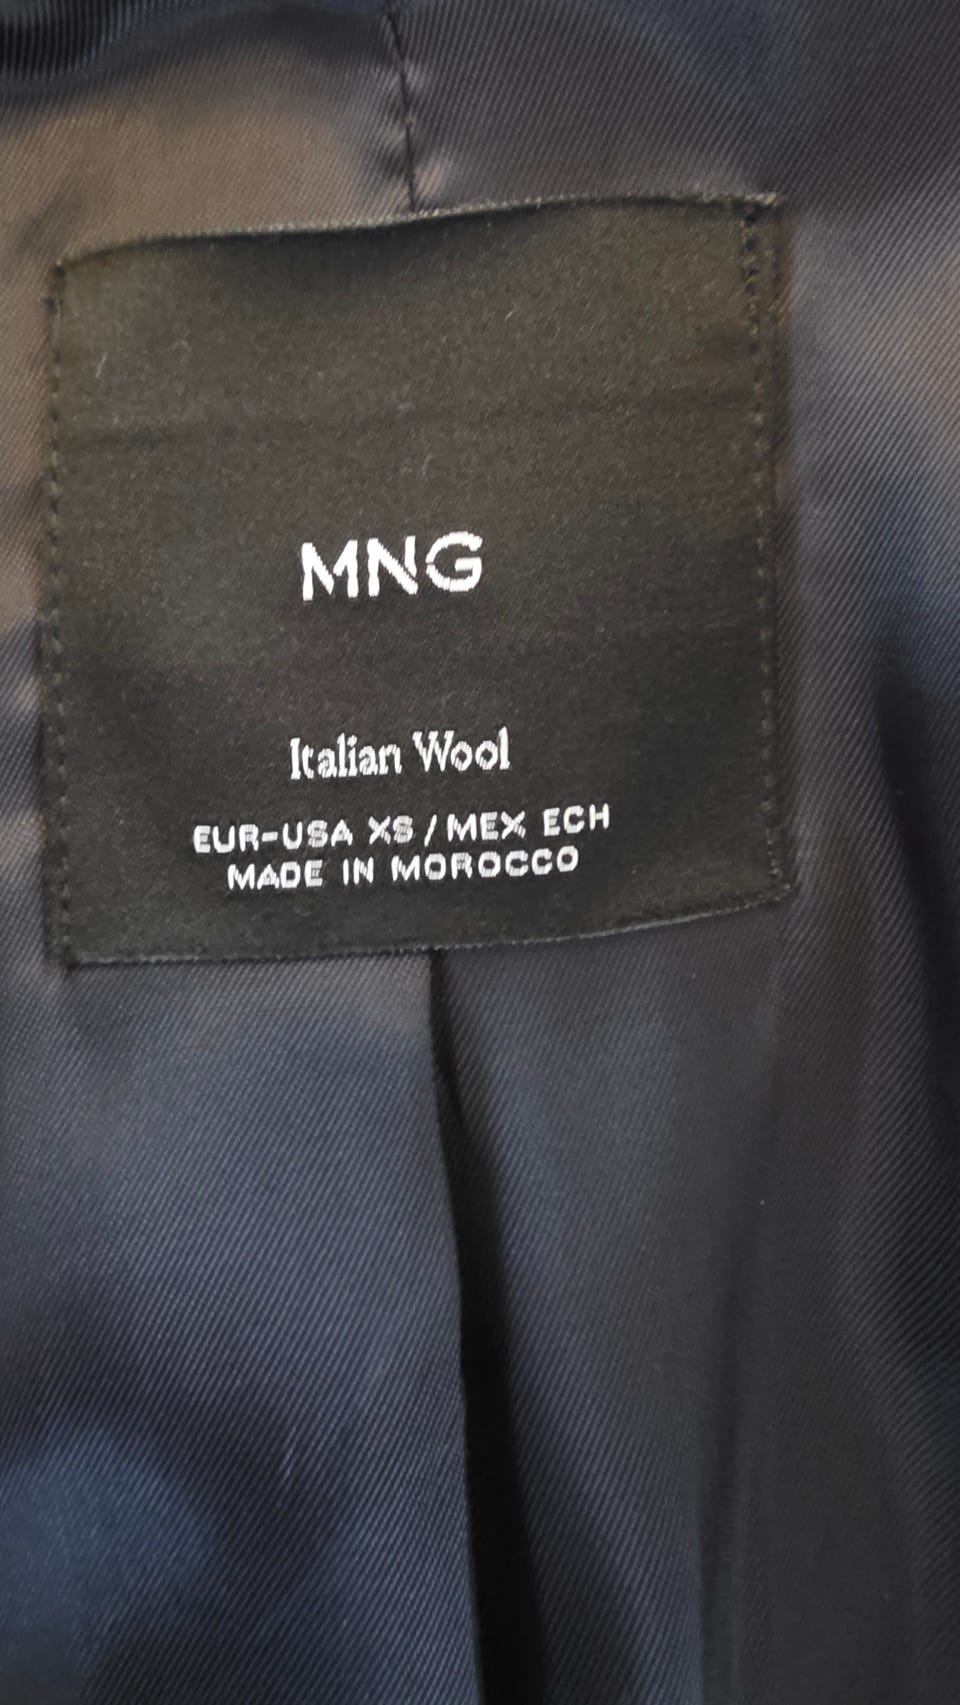 MNG
Italian Wool
EUR-USA XS / MEX ECH
MADE IN MOROCCO